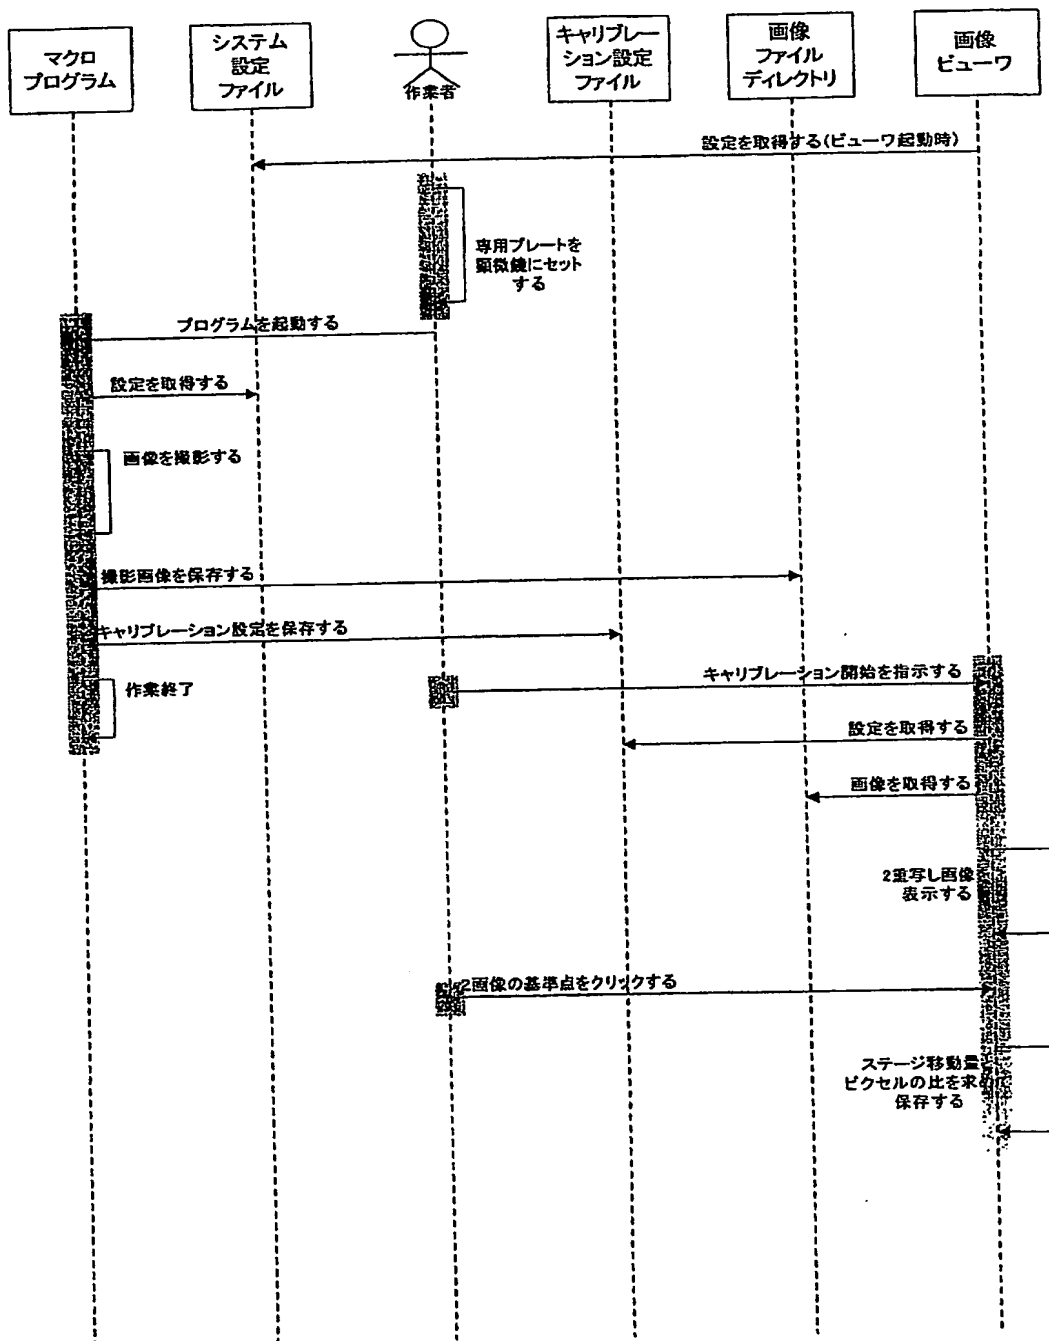 マクロ
プログラム
システム
設定
ファイル
作業者
キャリブレー
ション設定
ファイル
画像
ファイル
ディレクトリ
画像
ビューワ
設定を取得する(ビューワ起動時)
専用プレートを
顕微鏡にセット
する
プログラムを起動する
設定を取得する
画像を撮影する
撮影画像を保存する
キャリブレーション設定を保存する
作業終了
キャリブレーション開始を指示する
設定を取得する
画像を取得する
2重写し画像
表示する
2画像の基準点をクリックする
ステージ移動量
ピクセルの比を求め
保存する